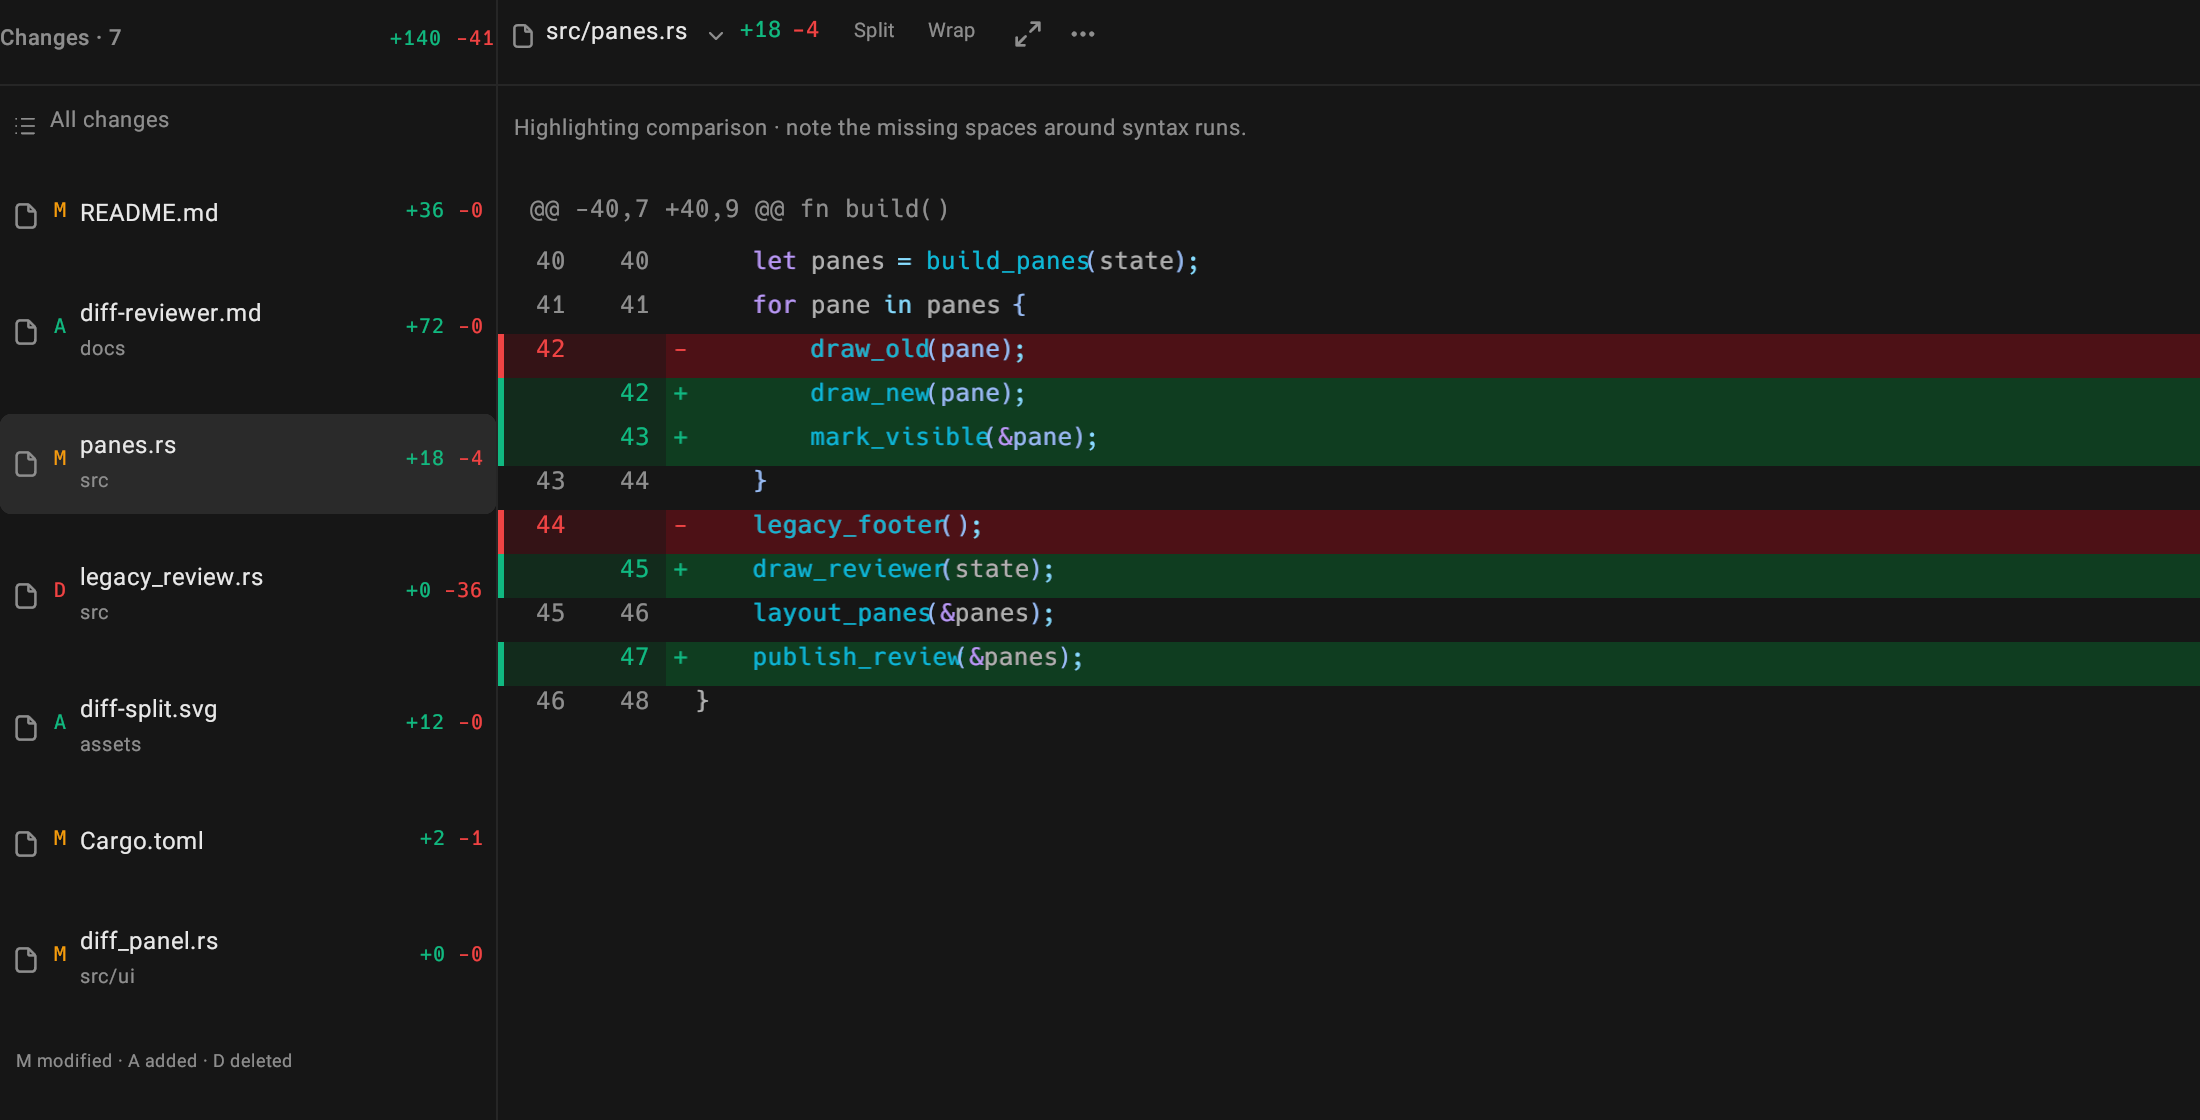 Changes · 7 +140 -41
All changes
M README.md +36 -0
A diff-reviewer.md +72 -0
docs
M panes.rs +18 -4
src
D legacy_review.rs +0 -36
src
A diff-split.svg +12 -0
assets
M Cargo.toml +2 -1
M diff_panel.rs +0 -0
src/ui
M modified · A added · D deleted
src/panes.rs +18 -4 Split Wrap
Highlighting comparison · note the missing spaces around syntax runs.
@@ -40,7 +40,9 @@ fn build()
40 40 let panes = build_panes(state);
41 41 for pane in panes {
42 - draw_old(pane);
42 + draw_new(pane);
43 + mark_visible(&pane);
43 44 }
44 - legacy_footer();
45 + draw_reviewer(state);
45 46 layout_panes(&panes);
47 + publish_review(&panes);
46 48 }